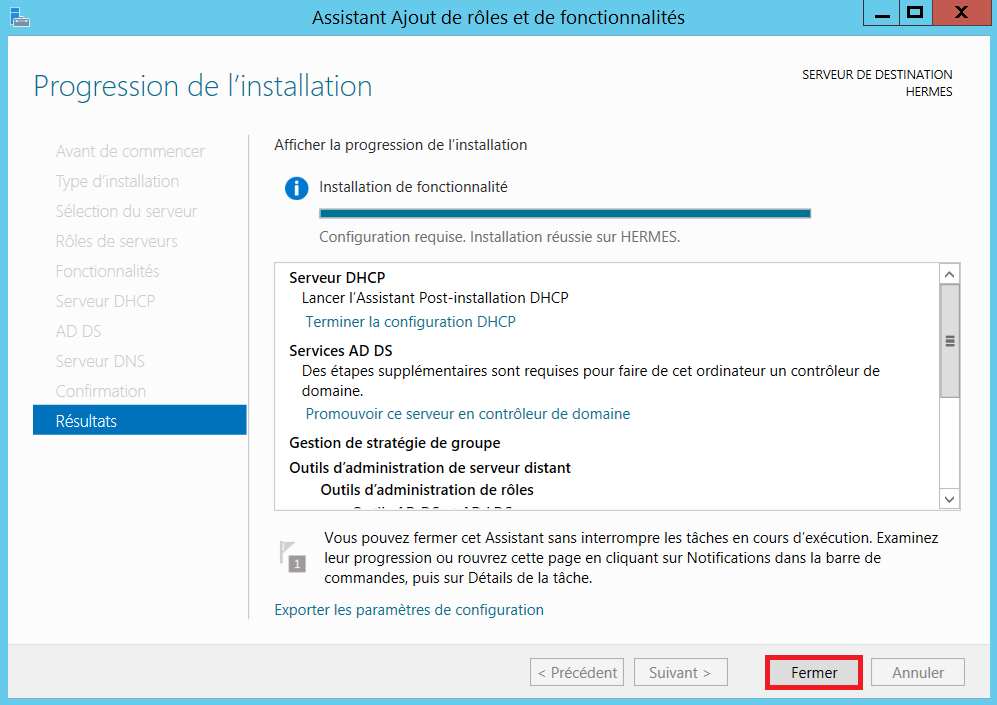 Assistant Ajout de rôles et de fonctionnalités
Progression de l'installation
SERVEUR DE DESTINATION
HERMES
Avant de commencer
Type d'installation
Sélection du serveur
Rôles de serveurs
Fonctionnalités
Serveur DHCP
AD DS
Serveur DNS
Confirmation
Résultats
Afficher la progression de l'installation
Installation de fonctionnalité
Configuration requise. Installation réussie sur HERMES.
Serveur DHCP
Lancer l'Assistant Post-installation DHCP
Terminer la configuration DHCP
Services AD DS
Des étapes supplémentaires sont requises pour faire de cet ordinateur un contrôleur de
domaine.
Promouvoir ce serveur en contrôleur de domaine
Gestion de stratégie de groupe
Outils d'administration de serveur distant
Outils d'administration de rôles
1
Vous pouvez fermer cet Assistant sans interrompre les tâches en cours d'exécution. Examinez
leur progression ou rouvrez cette page en cliquant sur Notifications dans la barre de
commandes, puis sur Détails de la tâche.
Exporter les paramètres de configuration
< Précédent
Suivant >
Fermer
Annuler